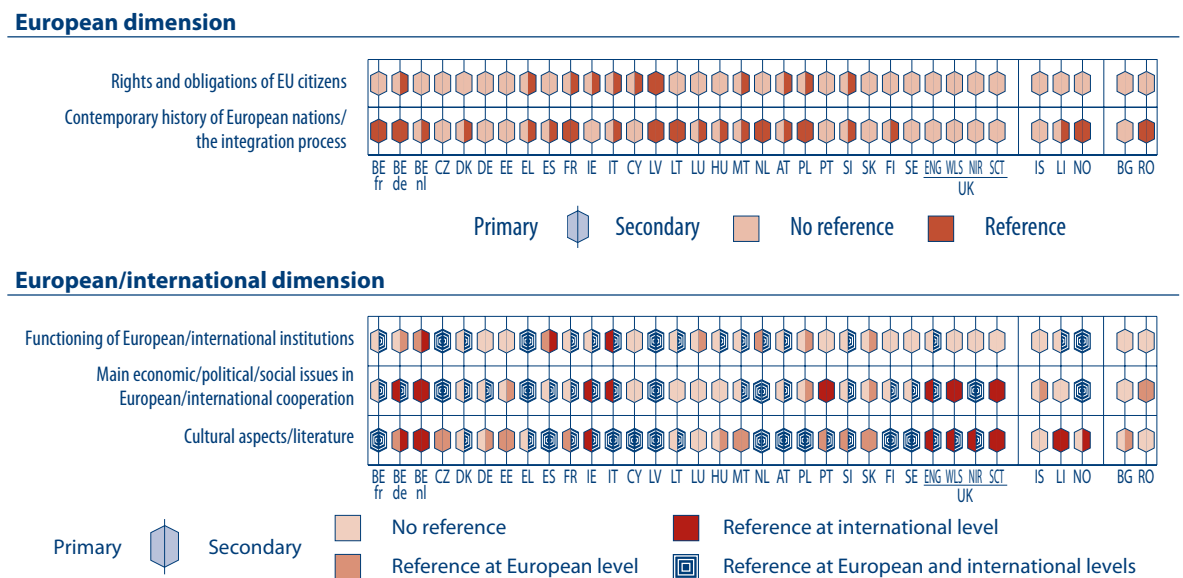 European dimension
Rights and obligations of EU citizens
Contemporary history of European nations/
the integration process
BE BE BE CZ DK DE EE EL ES FR IE IT CY LV LT LU HU MT NL AT PL PT SI SK FI SE ENG WLS NIR SCT IS LI NO BG RO
fr de nl
UK
Primary Secondary No reference Reference
European/international dimension
Functioning of European/international institutions
Main economic/political/social issues in
European/international cooperation
Cultural aspects/literature
BE BE BE CZ DK DE EE EL ES FR IE IT CY LV LT LU HU MT NL AT PL PT SI SK FI SE ENG WLS NIR SCT IS LI NO BG RO
fr de nl
UK
Primary Secondary
No reference Reference at international level
Reference at European level Reference at European and international levels